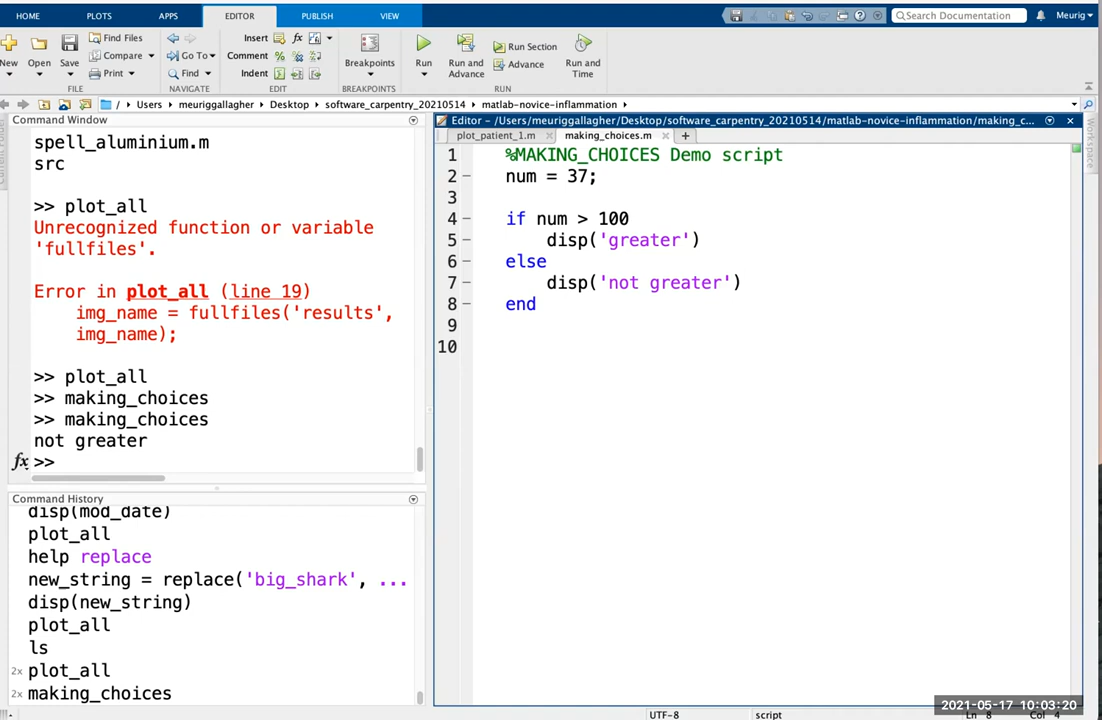 HOME PLOTS APPS EDITOR PUBLISH VIEW Search Documentation Meurig
New Open Save Find Files Compare Print FILE
Go To Find NAVIGATE
Insert fx Comment % Indent EDIT
Breakpoints BREAKPOINTS
Run Run and Advance Run Section Advance Run and Time RUN
/ Users meuriggallagher Desktop software_carpentry_20210514 matlab-novice-inflammation
Command Window
spell_aluminium.m
src
>> plot_all
Unrecognized function or variable
'fullfiles'.
Error in plot_all (line 19)
img_name = fullfiles('results',
img_name);
>> plot_all
>> making_choices
>> making_choices
not greater
fx >>
Command History
disp(mod_date)
plot_all
help replace
new_string = replace('big_shark', ...
disp(new_string)
plot_all
ls
2x plot_all
2x making_choices
Editor - /Users/meuriggallagher/Desktop/software_carpentry_20210514/matlab-novice-inflammation/making_c...
plot_patient_1.m making_choices.m
1 %MAKING_CHOICES Demo script
2 num = 37;
3
4 if num > 100
5 disp('greater')
6 else
7 disp('not greater')
8 end
9
10
Workspace
2021-05-17 10:03:20
UTF-8 script Ln 8 Col 4